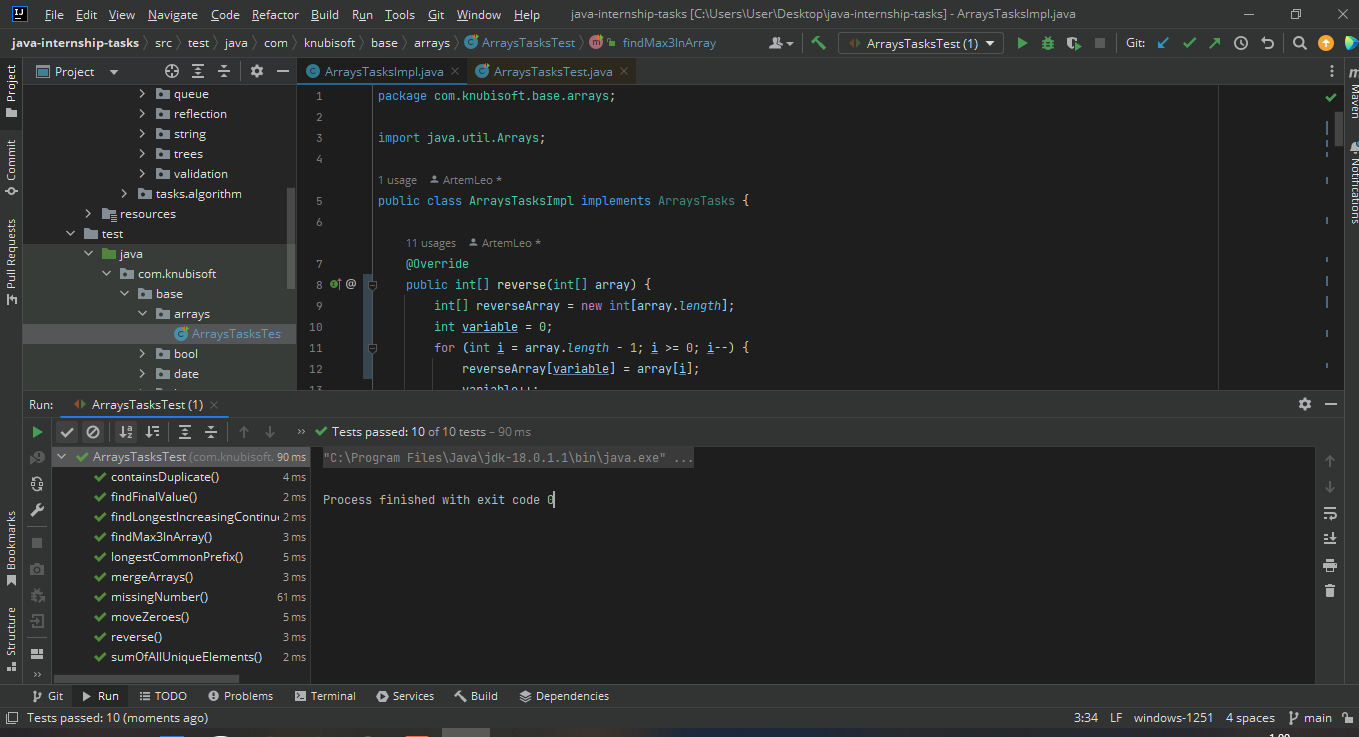 File Edit View Navigate Code Refactor Build Run Tools Git Window Help java-internship-tasks [C:\Users\User\Desktop\java-internship-tasks] - ArraysTasksImpl.java
java-internship-tasks src test java com knubisoft base arrays ArraysTasksTest findMax3InArray ArraysTasksTest (1) Git:
Project
Commit
Pull Requests
Bookmarks
Structure
Project
queue
reflection
string
trees
validation
tasks.algorithm
resources
test
java
com.knubisoft
base
arrays
ArraysTasksTes
bool
date
ArraysTasksImpl.java ArraysTasksTest.java
1 package com.knubisoft.base.arrays;
2
3 import java.util.Arrays;
4
1 usage ArtemLeo *
5 public class ArraysTasksImpl implements ArraysTasks {
6
11 usages ArtemLeo *
7 @Override
8 @ public int[] reverse(int[] array) {
9 int[] reverseArray = new int[array.length];
10 int variable = 0;
11 for (int i = array.length - 1; i >= 0; i--) {
12 reverseArray[variable] = array[i];
13 variable++;
Maven
Notifications
Run: ArraysTasksTest (1)
Tests passed: 10 of 10 tests – 90 ms
ArraysTasksTest (com.knubisoft. 90 ms
containsDuplicate() 4 ms
findFinalValue() 2 ms
findLongestIncreasingContinu 2 ms
findMax3InArray() 3 ms
longestCommonPrefix() 5 ms
mergeArrays() 3 ms
missingNumber() 61 ms
moveZeroes() 5 ms
reverse() 3 ms
sumOfAllUniqueElements() 2 ms
"C:\Program Files\Java\jdk-18.0.1.1\bin\java.exe" ...
Process finished with exit code 0
Git Run TODO Problems Terminal Services Build Dependencies
Tests passed: 10 (moments ago) 3:34 LF windows-1251 4 spaces main